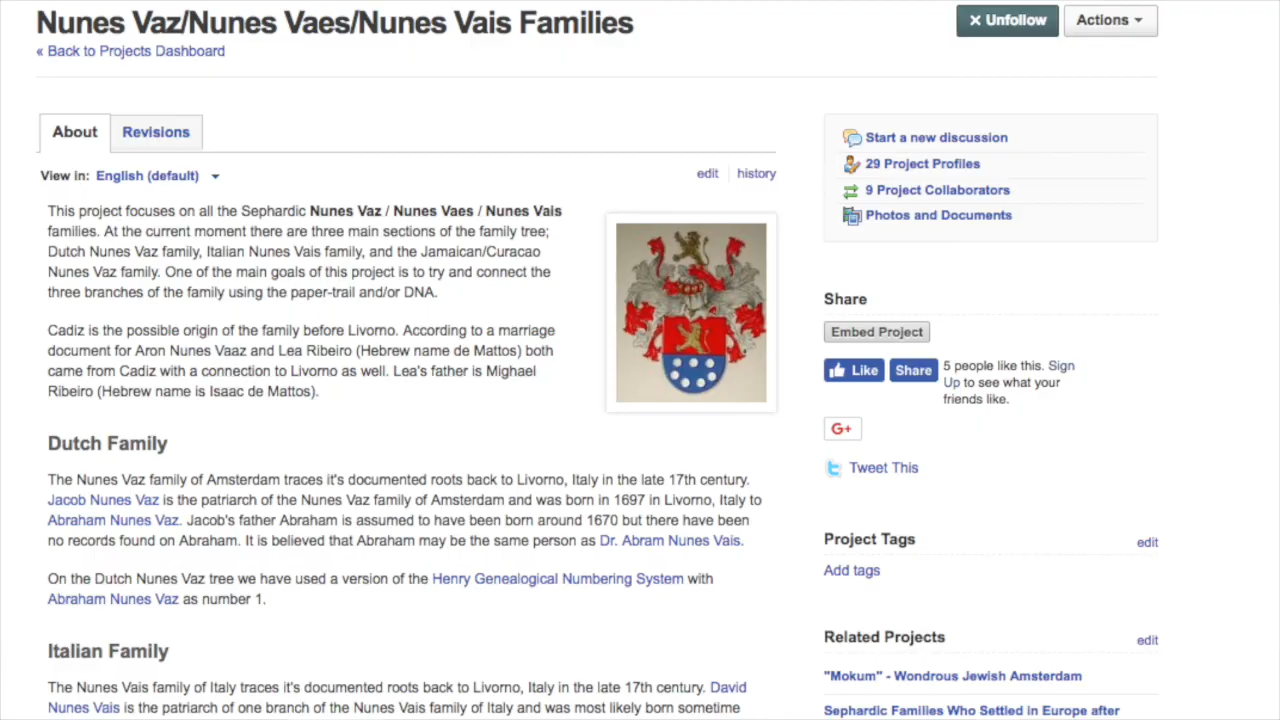 Nunes Vaz/Nunes Vaes/Nunes Vais Families
« Back to Projects Dashboard
× Unfollow
Actions
About
Revisions
View in: English (default)
edit
history
This project focuses on all the Sephardic Nunes Vaz / Nunes Vaes / Nunes Vais
families. At the current moment there are three main sections of the family tree;
Dutch Nunes Vaz family, Italian Nunes Vais family, and the Jamaican/Curacao
Nunes Vaz family. One of the main goals of this project is to try and connect the
three branches of the family using the paper-trail and/or DNA.
Cadiz is the possible origin of the family before Livorno. According to a marriage
document for Aron Nunes Vaaz and Lea Ribeiro (Hebrew name de Mattos) both
came from Cadiz with a connection to Livorno as well. Lea's father is Mighael
Ribeiro (Hebrew name is Isaac de Mattos).
Dutch Family
The Nunes Vaz family of Amsterdam traces it's documented roots back to Livorno, Italy in the late 17th century.
Jacob Nunes Vaz is the patriarch of the Nunes Vaz family of Amsterdam and was born in 1697 in Livorno, Italy to
Abraham Nunes Vaz. Jacob's father Abraham is assumed to have been born around 1670 but there have been
no records found on Abraham. It is believed that Abraham may be the same person as Dr. Abram Nunes Vais.
On the Dutch Nunes Vaz tree we have used a version of the Henry Genealogical Numbering System with
Abraham Nunes Vaz as number 1.
Italian Family
The Nunes Vais family of Italy traces it's documented roots back to Livorno, Italy in the late 17th century. David
Nunes Vais is the patriarch of one branch of the Nunes Vais family of Italy and was most likely born sometime
Start a new discussion
29 Project Profiles
9 Project Collaborators
Photos and Documents
Share
Embed Project
Like
Share
5 people like this. Sign
Up to see what your
friends like.
G+
Tweet This
Project Tags
edit
Add tags
Related Projects
edit
"Mokum" - Wondrous Jewish Amsterdam
Sephardic Families Who Settled in Europe after